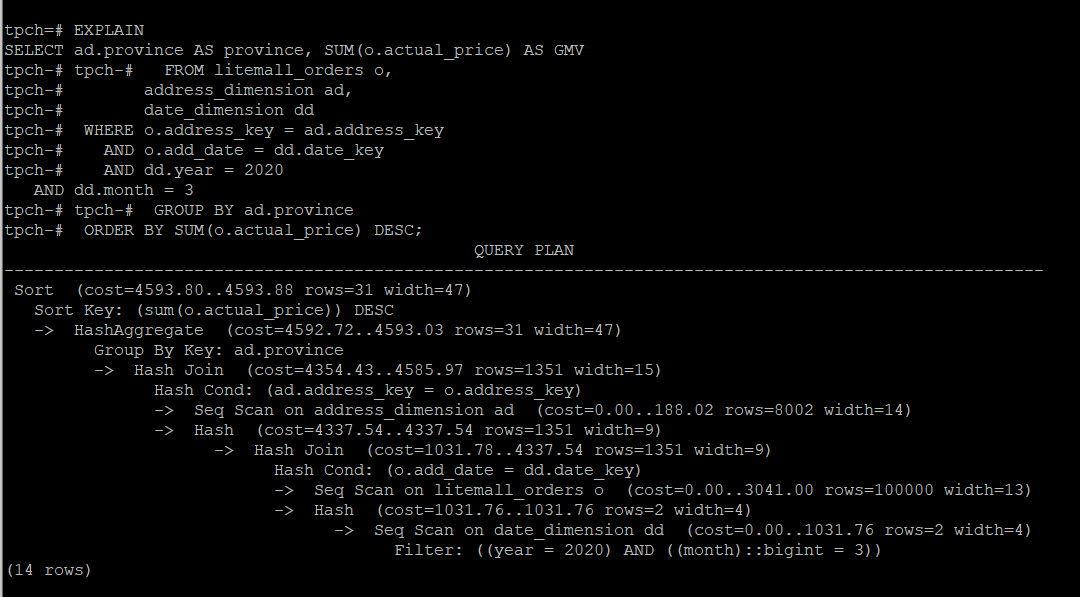 tpch=# EXPLAIN
SELECT ad.province AS province, SUM(o.actual_price) AS GMV
tpch-# tpch-#   FROM litemall_orders o,
tpch-#        address_dimension ad,
tpch-#        date_dimension dd
tpch-#  WHERE o.address_key = ad.address_key
tpch-#    AND o.add_date = dd.date_key
tpch-#    AND dd.year = 2020
   AND dd.month = 3
tpch-# tpch-#  GROUP BY ad.province
tpch-#  ORDER BY SUM(o.actual_price) DESC;
QUERY PLAN
--------------------------------------------------------------------------------------------------------
 Sort  (cost=4593.80..4593.88 rows=31 width=47)
   Sort Key: (sum(o.actual_price)) DESC
   ->  HashAggregate  (cost=4592.72..4593.03 rows=31 width=47)
         Group By Key: ad.province
         ->  Hash Join  (cost=4354.43..4585.97 rows=1351 width=15)
               Hash Cond: (ad.address_key = o.address_key)
               ->  Seq Scan on address_dimension ad  (cost=0.00..188.02 rows=8002 width=14)
               ->  Hash  (cost=4337.54..4337.54 rows=1351 width=9)
                     ->  Hash Join  (cost=1031.78..4337.54 rows=1351 width=9)
                           Hash Cond: (o.add_date = dd.date_key)
                           ->  Seq Scan on litemall_orders o  (cost=0.00..3041.00 rows=100000 width=13)
                           ->  Hash  (cost=1031.76..1031.76 rows=2 width=4)
                                 ->  Seq Scan on date_dimension dd  (cost=0.00..1031.76 rows=2 width=4)
                                       Filter: ((year = 2020) AND ((month)::bigint = 3))
(14 rows)